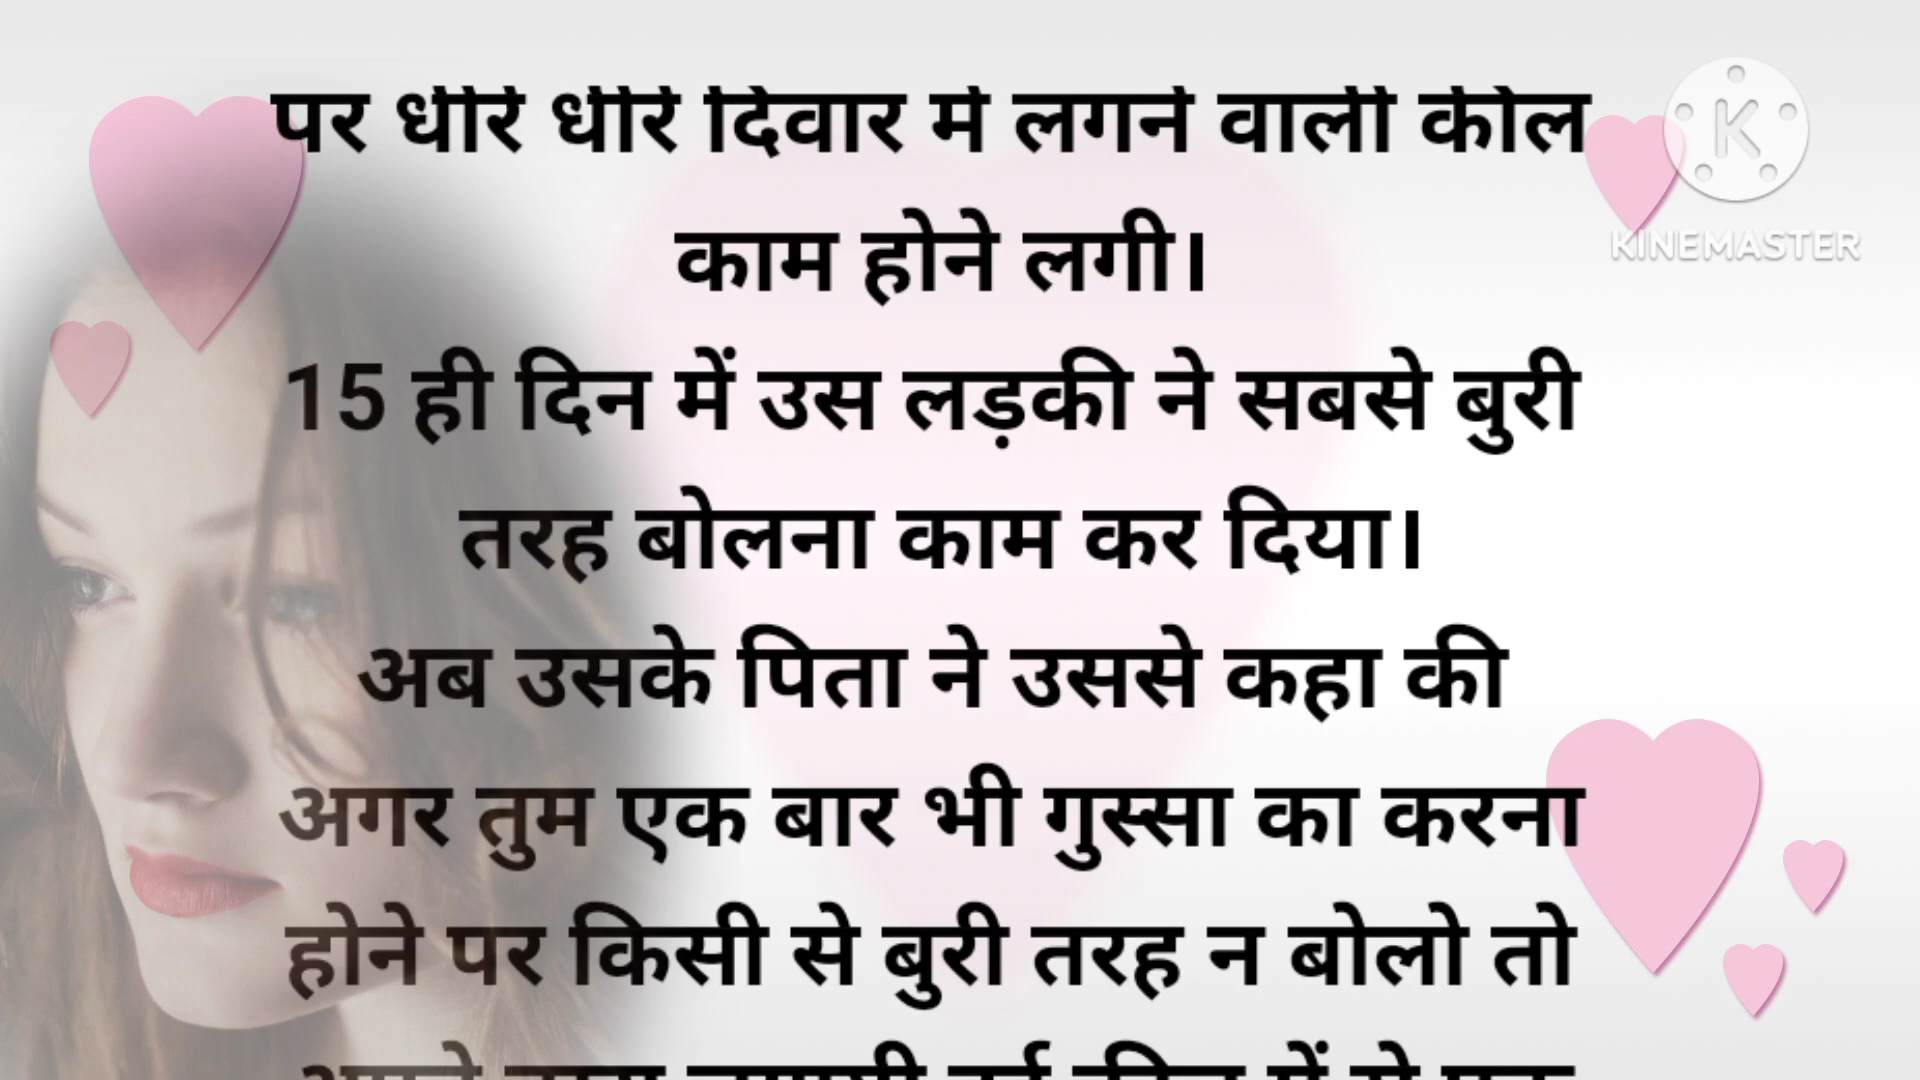 पर धीरे धीरे दिवार में लगने वाली कील
काम होने लगी।
15 ही दिन में उस लड़की ने सबसे बुरी
तरह बोलना काम कर दिया।
अब उसके पिता ने उससे कहा की
अगर तुम एक बार भी गुस्सा का करना
होने पर किसी से बुरी तरह न बोलो तो
K
KINEMASTER